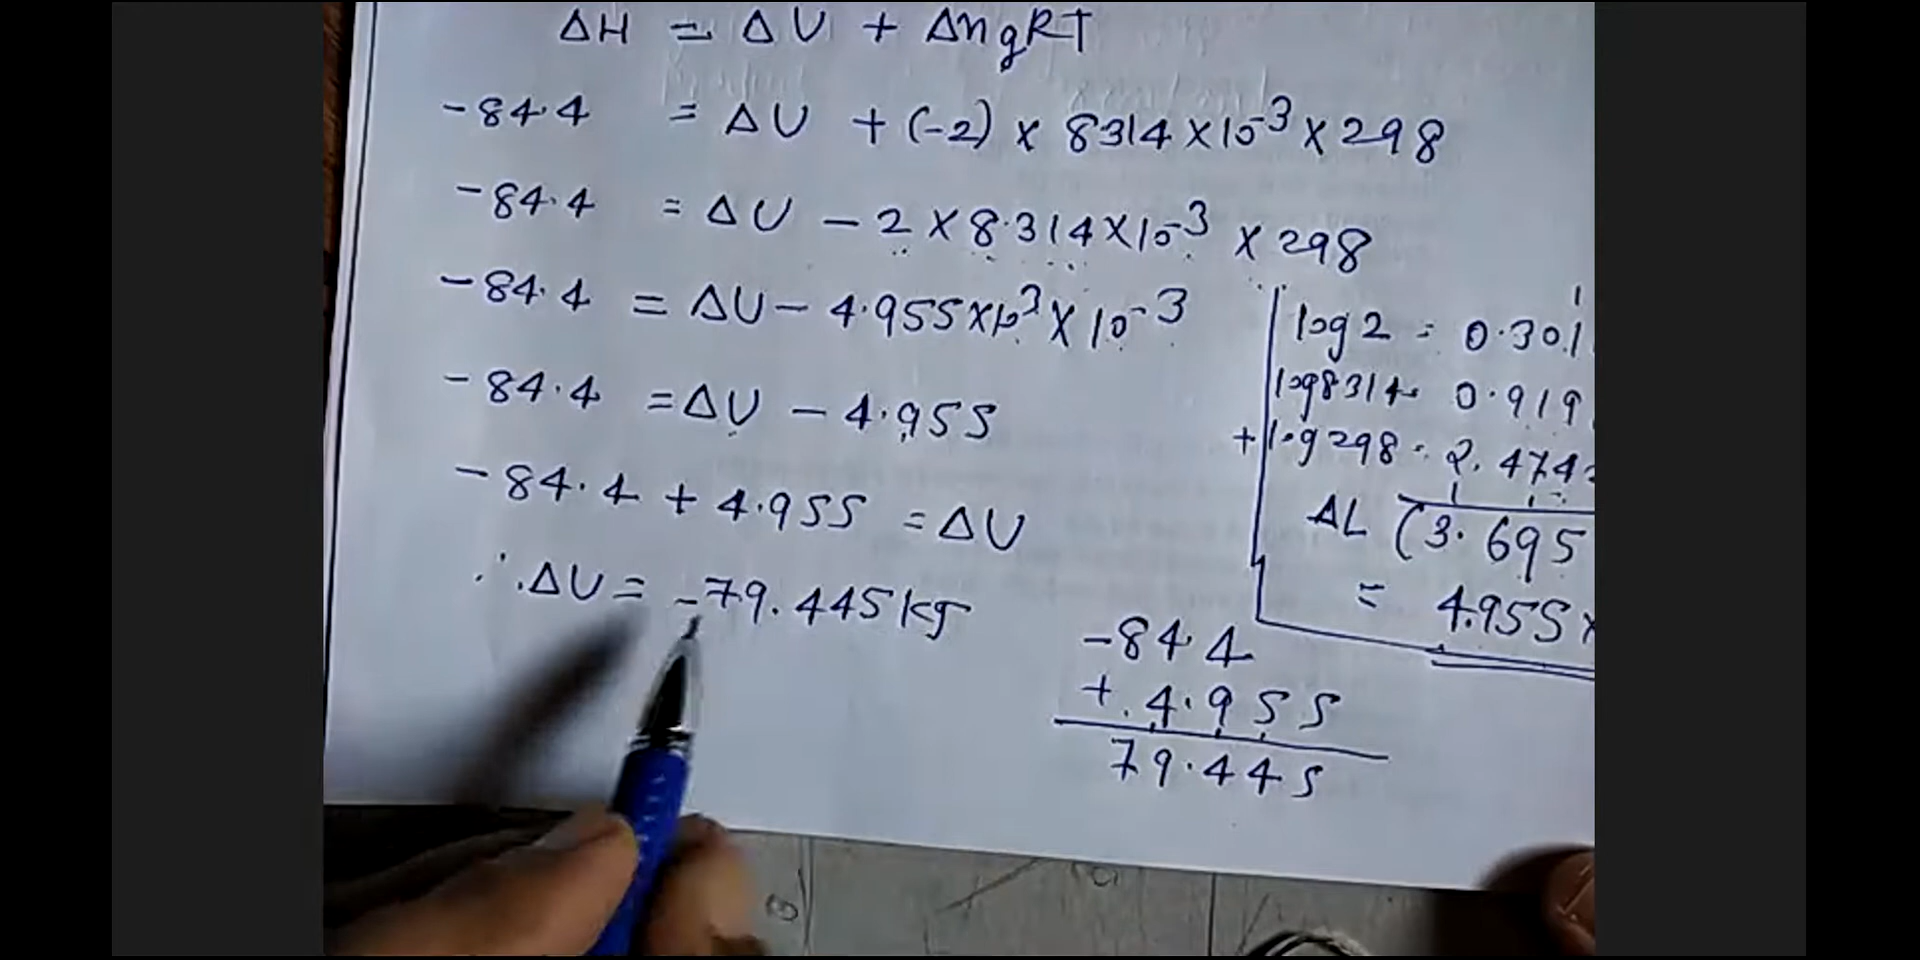 ΔH = ΔU + ΔngRT
-84.4 = ΔU + (-2) × 8314 × 10⁻³ × 298
-84.4 = ΔU - 2 × 8.314 × 10⁻³ × 298
-84.4 = ΔU - 4.955 × 10³ × 10⁻³
-84.4 = ΔU - 4.955
-84.4 + 4.955 = ΔU
∴ ΔU = -79.445 kJ
log 2 = 0.301
log 8314 = 0.919
+ log 298 = 2.474
AL (3.695
= 4.955 ×
-84.4
+ 4.955
79.445